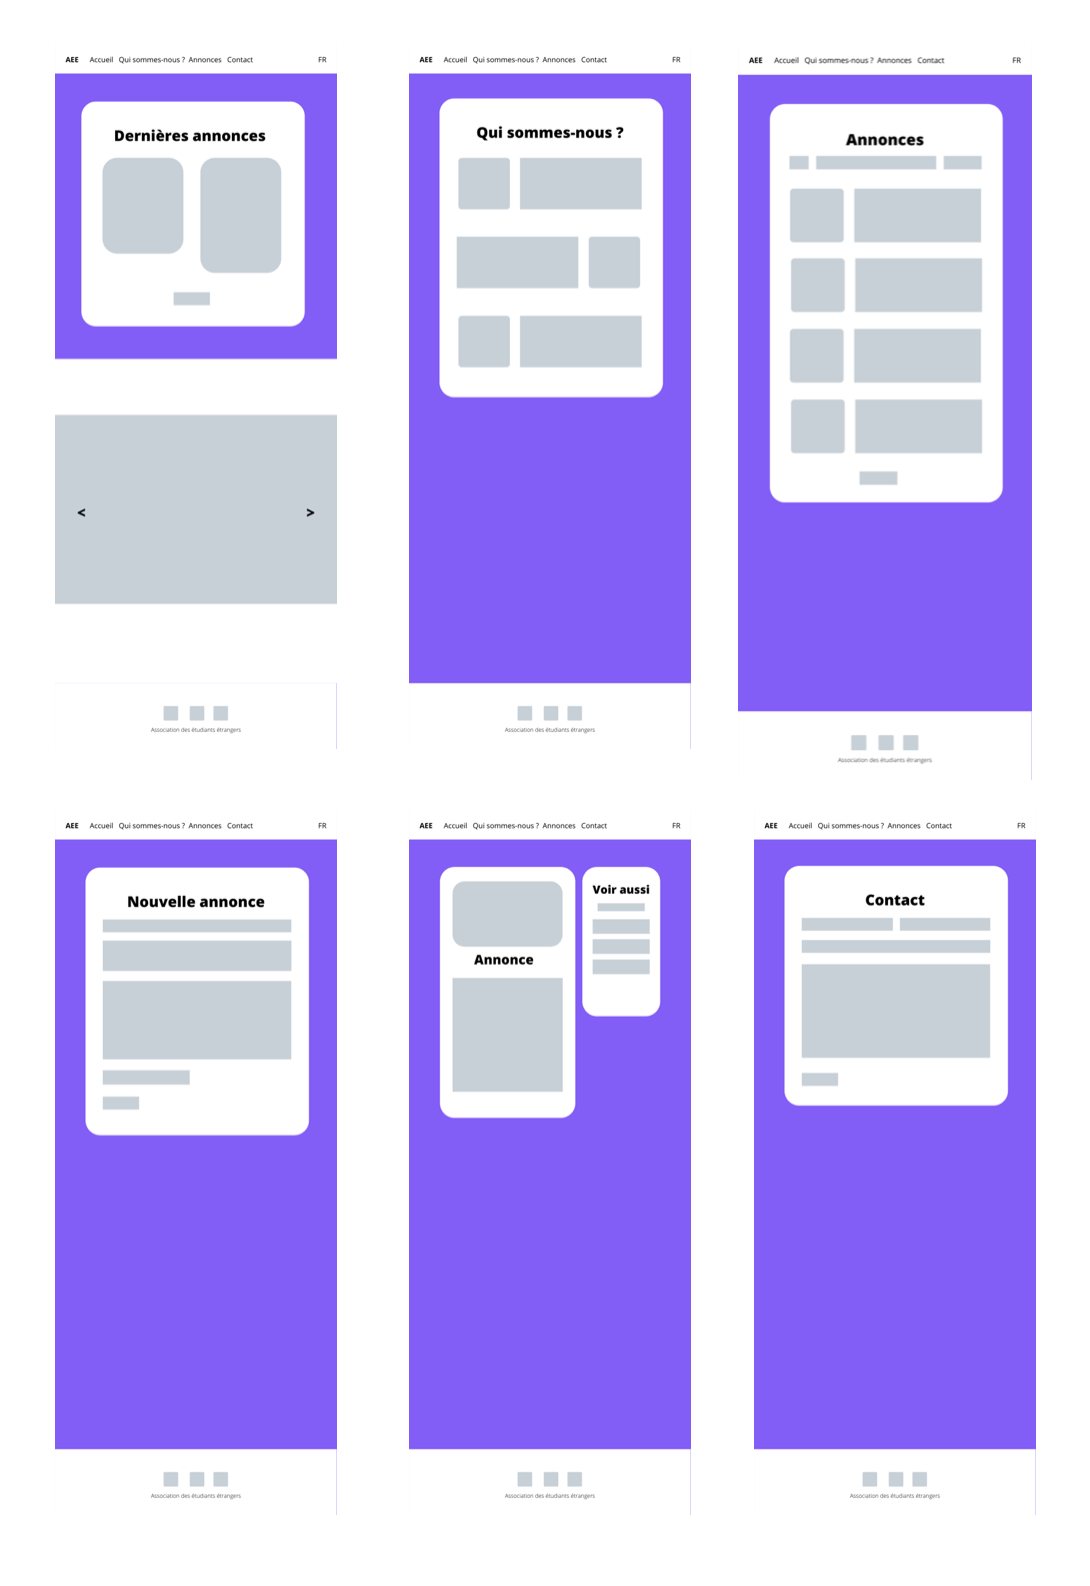 AEE Accueil Qui sommes-nous ? Annonces Contact FR
Dernières annonces
< >
Association des étudiants étrangers
AEE Accueil Qui sommes-nous ? Annonces Contact FR
Qui sommes-nous ?
Association des étudiants étrangers
AEE Accueil Qui sommes-nous ? Annonces Contact FR
Annonces
Association des étudiants étrangers
AEE Accueil Qui sommes-nous ? Annonces Contact FR
Nouvelle annonce
Association des étudiants étrangers
AEE Accueil Qui sommes-nous ? Annonces Contact FR
Annonce
Voir aussi
Association des étudiants étrangers
AEE Accueil Qui sommes-nous ? Annonces Contact FR
Contact
Association des étudiants étrangers